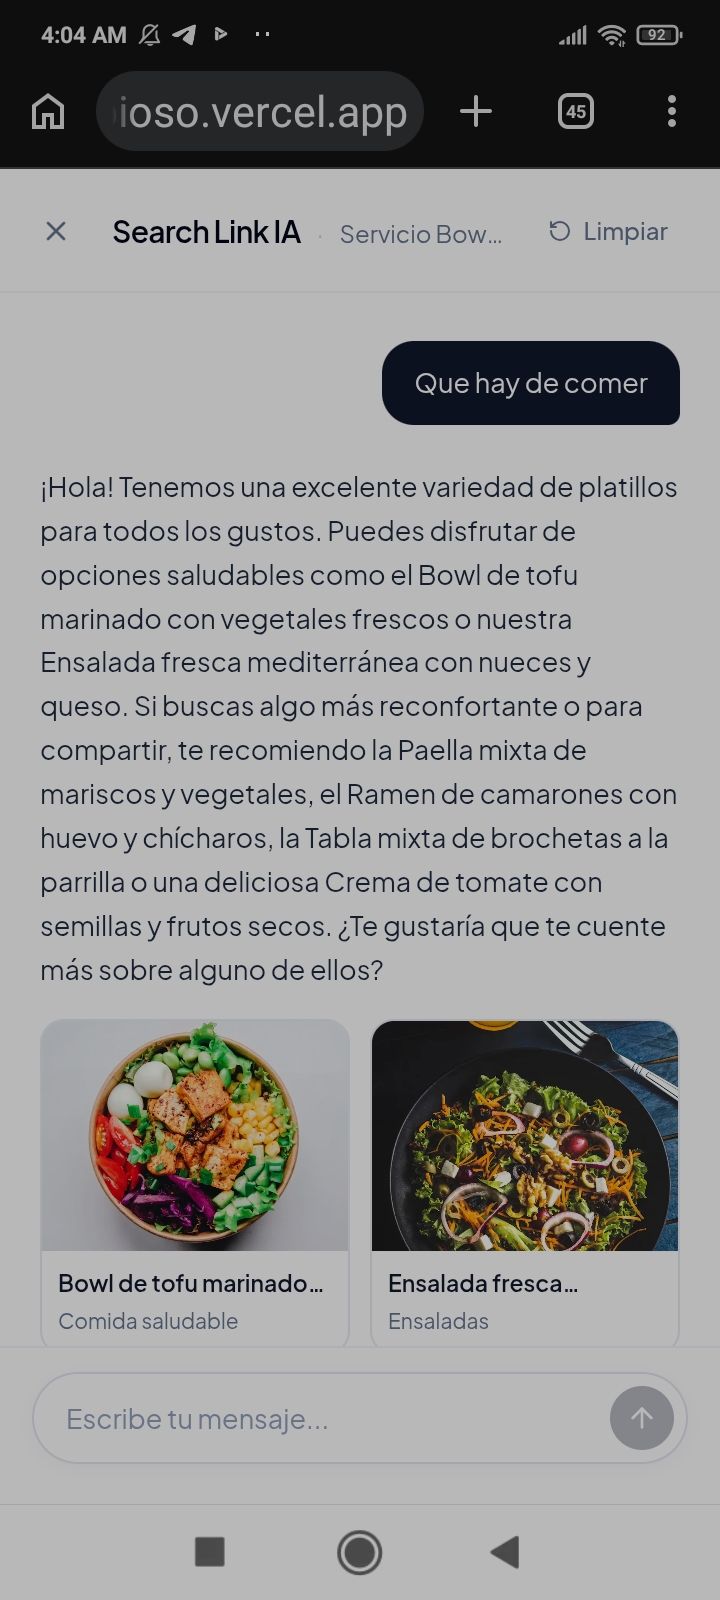 4:04 AM
92
ioso.vercel.app
45
Search Link IA · Servicio Bow...
Limpiar
Que hay de comer
¡Hola! Tenemos una excelente variedad de platillos
para todos los gustos. Puedes disfrutar de
opciones saludables como el Bowl de tofu
marinado con vegetales frescos o nuestra
Ensalada fresca mediterránea con nueces y
queso. Si buscas algo más reconfortante o para
compartir, te recomiendo la Paella mixta de
mariscos y vegetales, el Ramen de camarones con
huevo y chícharos, la Tabla mixta de brochetas a la
parrilla o una deliciosa Crema de tomate con
semillas y frutos secos. ¿Te gustaría que te cuente
más sobre alguno de ellos?
Bowl de tofu marinado...
Comida saludable
Ensalada fresca...
Ensaladas
Escribe tu mensaje...